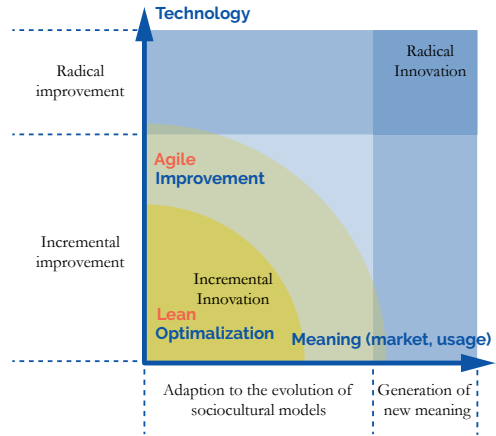 Technology
Radical
improvement
Radical
Innovation
Agile
Improvement
Incremental
improvement
Incremental
Innovation
Lean
Optimalization
Meaning (market, usage)
Adaption to the evolution of
sociocultural models
Generation of
new meaning